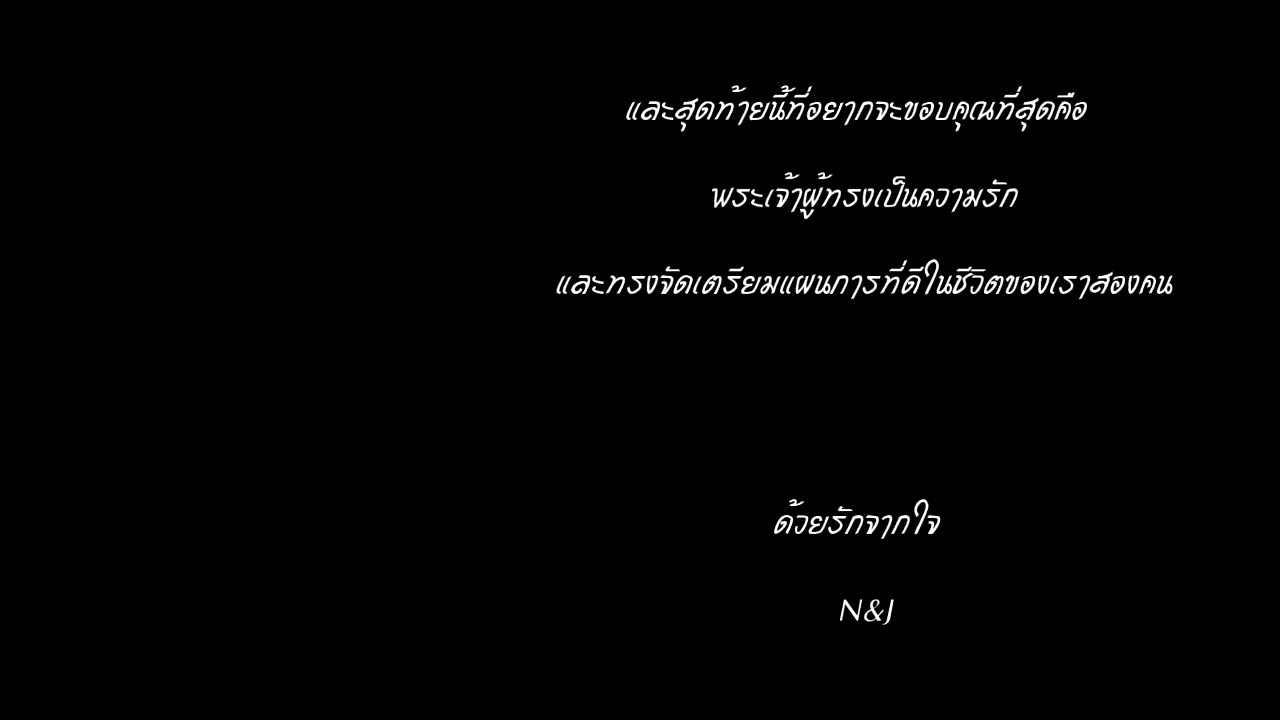 และสุดท้ายนี้ที่อยากจะขอบคุณที่สุดคือ
พระเจ้าผู้ทรงเป็นความรัก
และทรงจัดเตรียมแผนการที่ดีในชีวิตของเราสองคน
ด้วยรักจากใจ
N&J